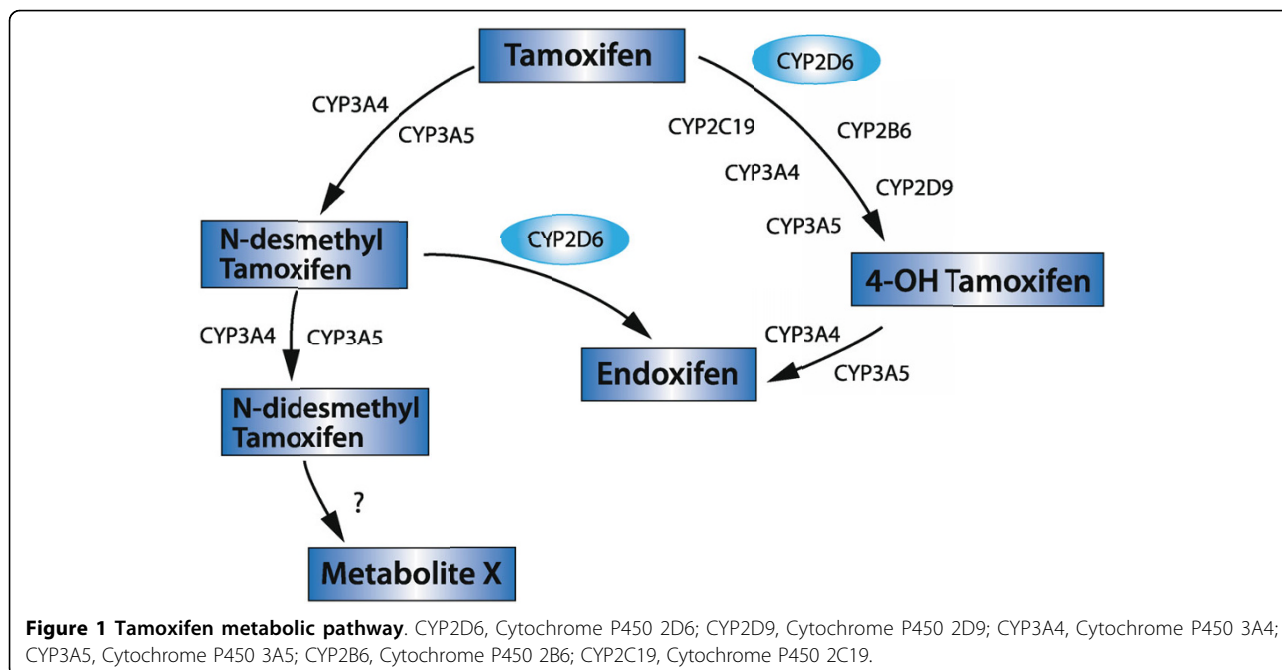 Tamoxifen
CYP2D6
CYP3A4
CYP3A5
CYP2C19
CYP2B6
CYP3A4
CYP2D9
CYP3A5
N-desmethyl
Tamoxifen
CYP2D6
4-OH Tamoxifen
CYP3A4
CYP3A5
CYP3A4
CYP3A5
Endoxifen
N-didesmethyl
Tamoxifen
?
Metabolite X
Figure 1 Tamoxifen metabolic pathway. CYP2D6, Cytochrome P450 2D6; CYP2D9, Cytochrome P450 2D9; CYP3A4, Cytochrome P450 3A4;
CYP3A5, Cytochrome P450 3A5; CYP2B6, Cytochrome P450 2B6; CYP2C19, Cytochrome P450 2C19.